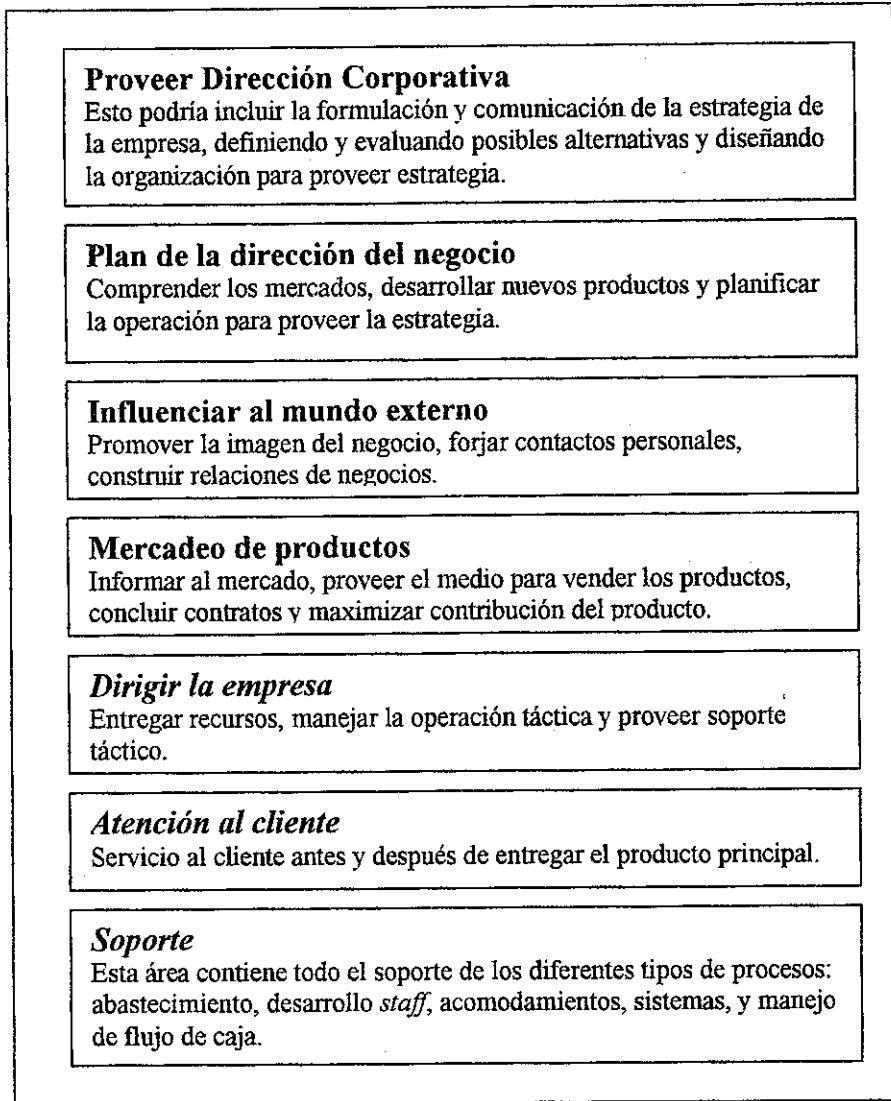 Proveer Dirección Corporativa
Esto podría incluir la formulación y comunicación de la estrategia de
la empresa, definiendo y evaluando posibles alternativas y diseñando
la organización para proveer estrategia.
Plan de la dirección del negocio
Comprender los mercados, desarrollar nuevos productos y planificar
la operación para proveer la estrategia.
Influenciar al mundo externo
Promover la imagen del negocio, forjar contactos personales,
construir relaciones de negocios.
Mercadeo de productos
Informar al mercado, proveer el medio para vender los productos,
concluir contratos y maximizar contribución del producto.
Dirigir la empresa
Entregar recursos, manejar la operación táctica y proveer soporte
táctico.
Atención al cliente
Servicio al cliente antes y después de entregar el producto principal.
Soporte
Esta área contiene todo el soporte de los diferentes tipos de procesos:
abastecimiento, desarrollo staff, acomodamientos, sistemas, y manejo
de flujo de caja.